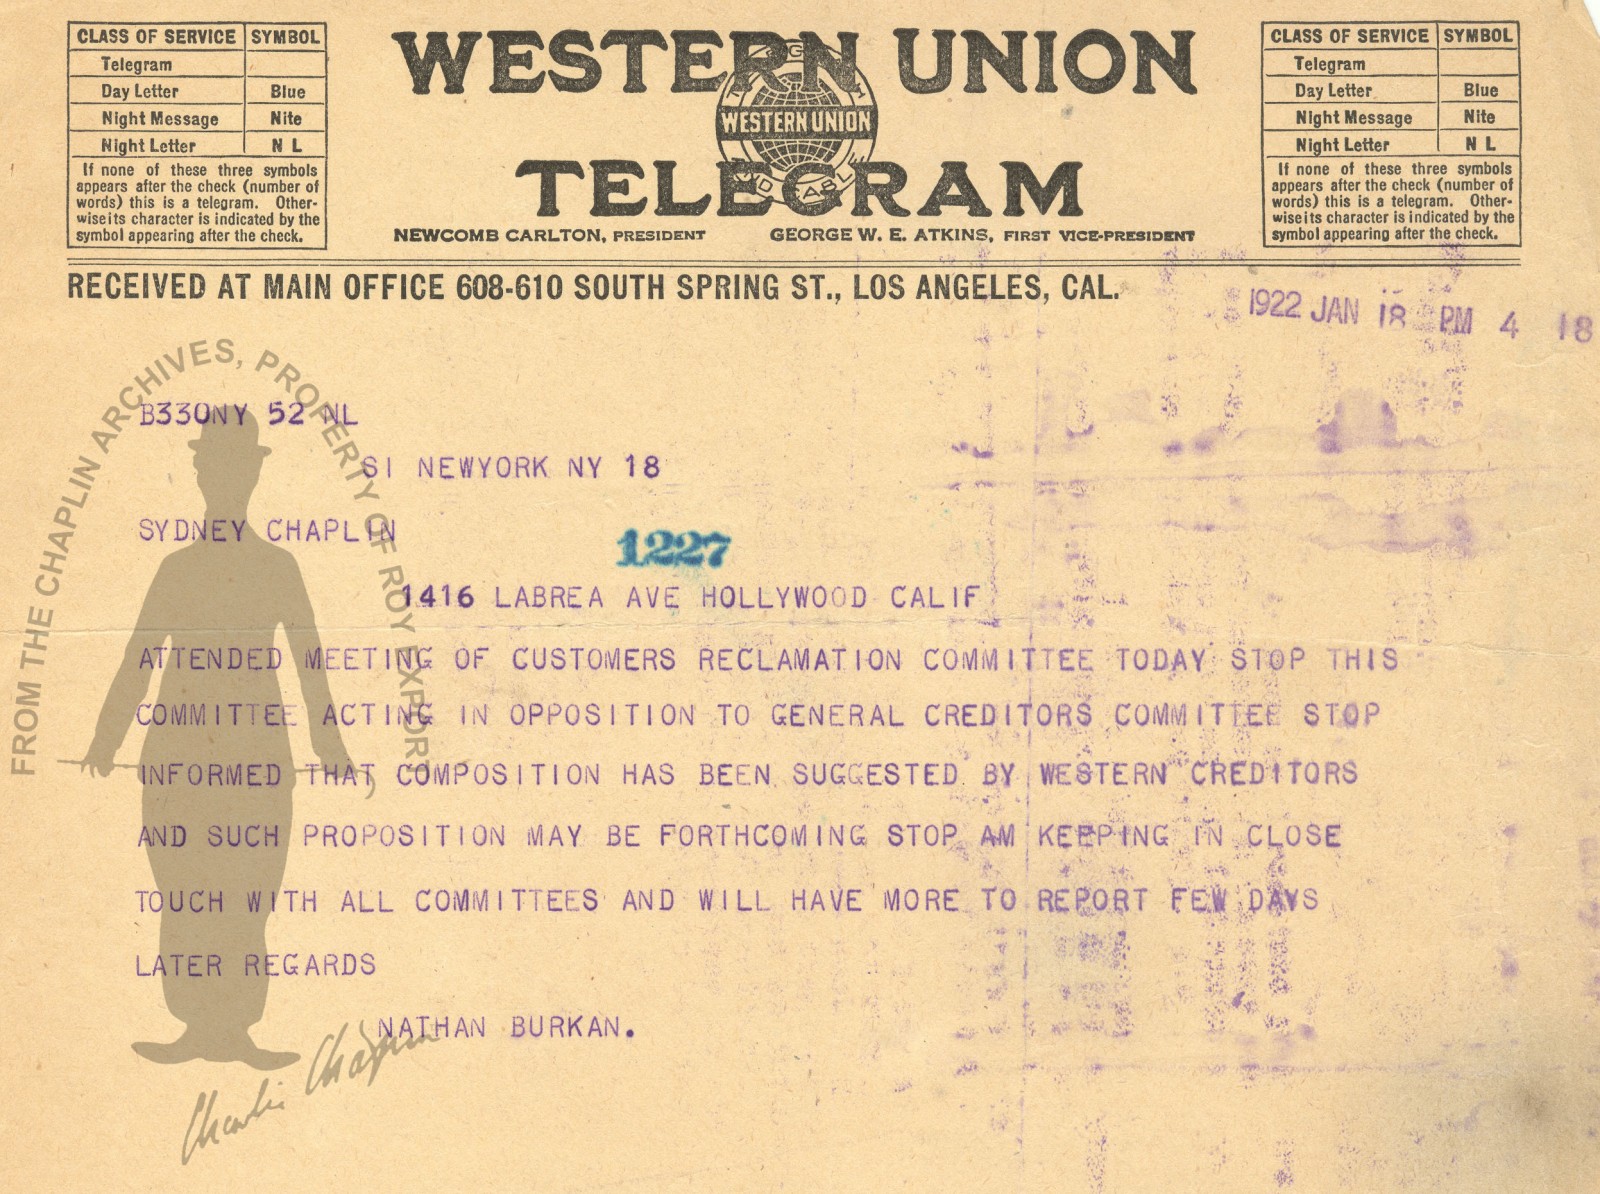 CLASS OF SERVICE SYMBOL
Telegram
Day Letter Blue
Night Message Nite
Night Letter N L
If none of these three symbols
appears after the check (number of
words) this is a telegram. Other-
wise its character is indicated by the
symbol appearing after the check.
WESTERN UNION
WESTERN UNION
TELEGRAM
NEWCOMB CARLTON, PRESIDENT GEORGE W. E. ATKINS, FIRST VICE-PRESIDENT
CLASS OF SERVICE SYMBOL
Telegram
Day Letter Blue
Night Message Nite
Night Letter N L
If none of these three symbols
appears after the check (number of
words) this is a telegram. Other-
wise its character is indicated by the
symbol appearing after the check.
RECEIVED AT MAIN OFFICE 608-610 SOUTH SPRING ST., LOS ANGELES, CAL.
1922 JAN 18 PM 4 18
B330NY 52 NL
SI NEWYORK NY 18
SYDNEY CHAPLIN
1227
1416 LABREA AVE HOLLYWOOD CALIF
ATTENDED MEETING OF CUSTOMERS RECLAMATION COMMITTEE TODAY STOP THIS
COMMITTEE ACTING IN OPPOSITION TO GENERAL CREDITORS COMMITTEE STOP
INFORMED THAT COMPOSITION HAS BEEN SUGGESTED BY WESTERN CREDITORS
AND SUCH PROPOSITION MAY BE FORTHCOMING STOP AM KEEPING IN CLOSE
TOUCH WITH ALL COMMITTEES AND WILL HAVE MORE TO REPORT FEW DAYS
LATER REGARDS
NATHAN BURKAN.
FROM THE CHAPLIN ARCHIVES, PROPERTY OF ROY EXPORT
Charlie Chaplin